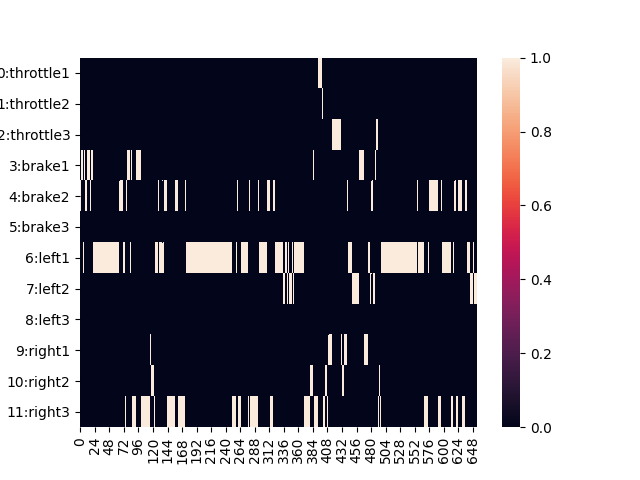 0:throttle1
1:throttle2
2:throttle3
3:brake1
4:brake2
5:brake3
6:left1
7:left2
8:left3
9:right1
10:right2
11:right3
0 24 48 72 96 120 144 168 192 216 240 264 288 312 336 360 384 408 432 456 480 504 528 552 576 600 624 648
1.0
0.8
0.6
0.4
0.2
0.0